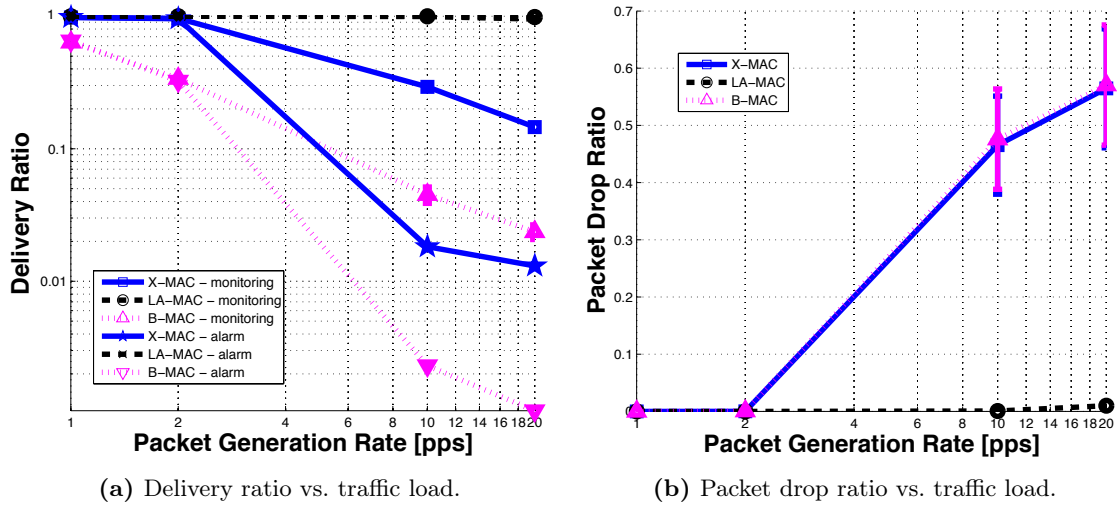 1
0.1
0.01
Delivery Ratio
X−MAC − monitoring
LA−MAC − monitoring
B−MAC − monitoring
X−MAC − alarm
LA−MAC − alarm
B−MAC − alarm
1 2 4 6 8 10 12 14 16 18 20
Packet Generation Rate [pps]
(a) Delivery ratio vs. traffic load.
0.7
0.6
0.5
0.4
0.3
0.2
0.1
0
Packet Drop Ratio
X−MAC
LA−MAC
B−MAC
1 2 4 6 8 10 12 14 16 18 20
Packet Generation Rate [pps]
(b) Packet drop ratio vs. traffic load.